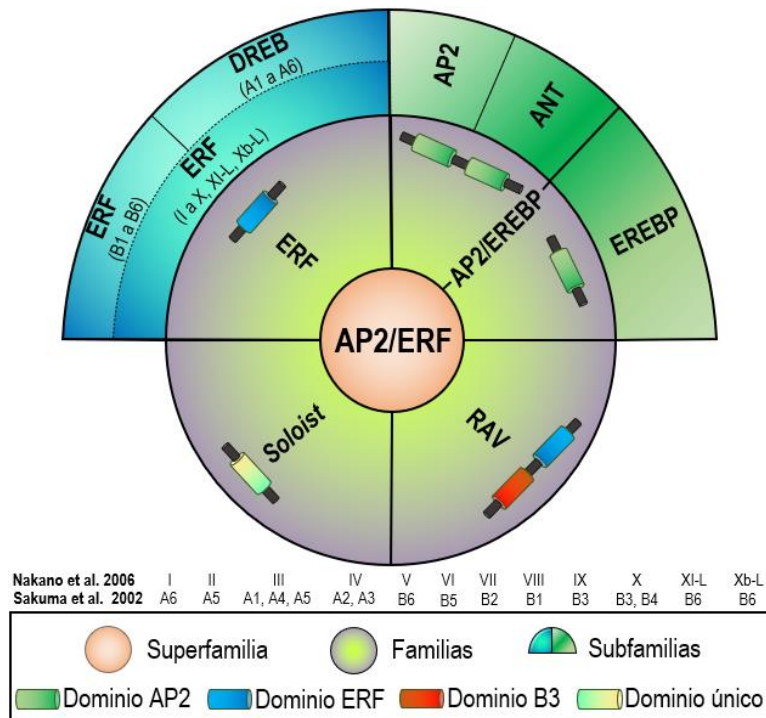 DREB
(A1 a A6)
ERF
(B1 a B6)
ERF
(I a X, XI-L, Xb-L)
AP2
ANT
EREBP
ERF
AP2/EREBP
AP2/ERF
Soloist
RAV
Nakano et al. 2006 I II III IV V VI VII VIII IX X XI-L Xb-L
Sakuma et al. 2002 A6 A5 A1, A4, A5 A2, A3 B6 B5 B2 B1 B3 B3, B4 B6 B6
Superfamilia Familias Subfamilias
Dominio AP2 Dominio ERF Dominio B3 Dominio único